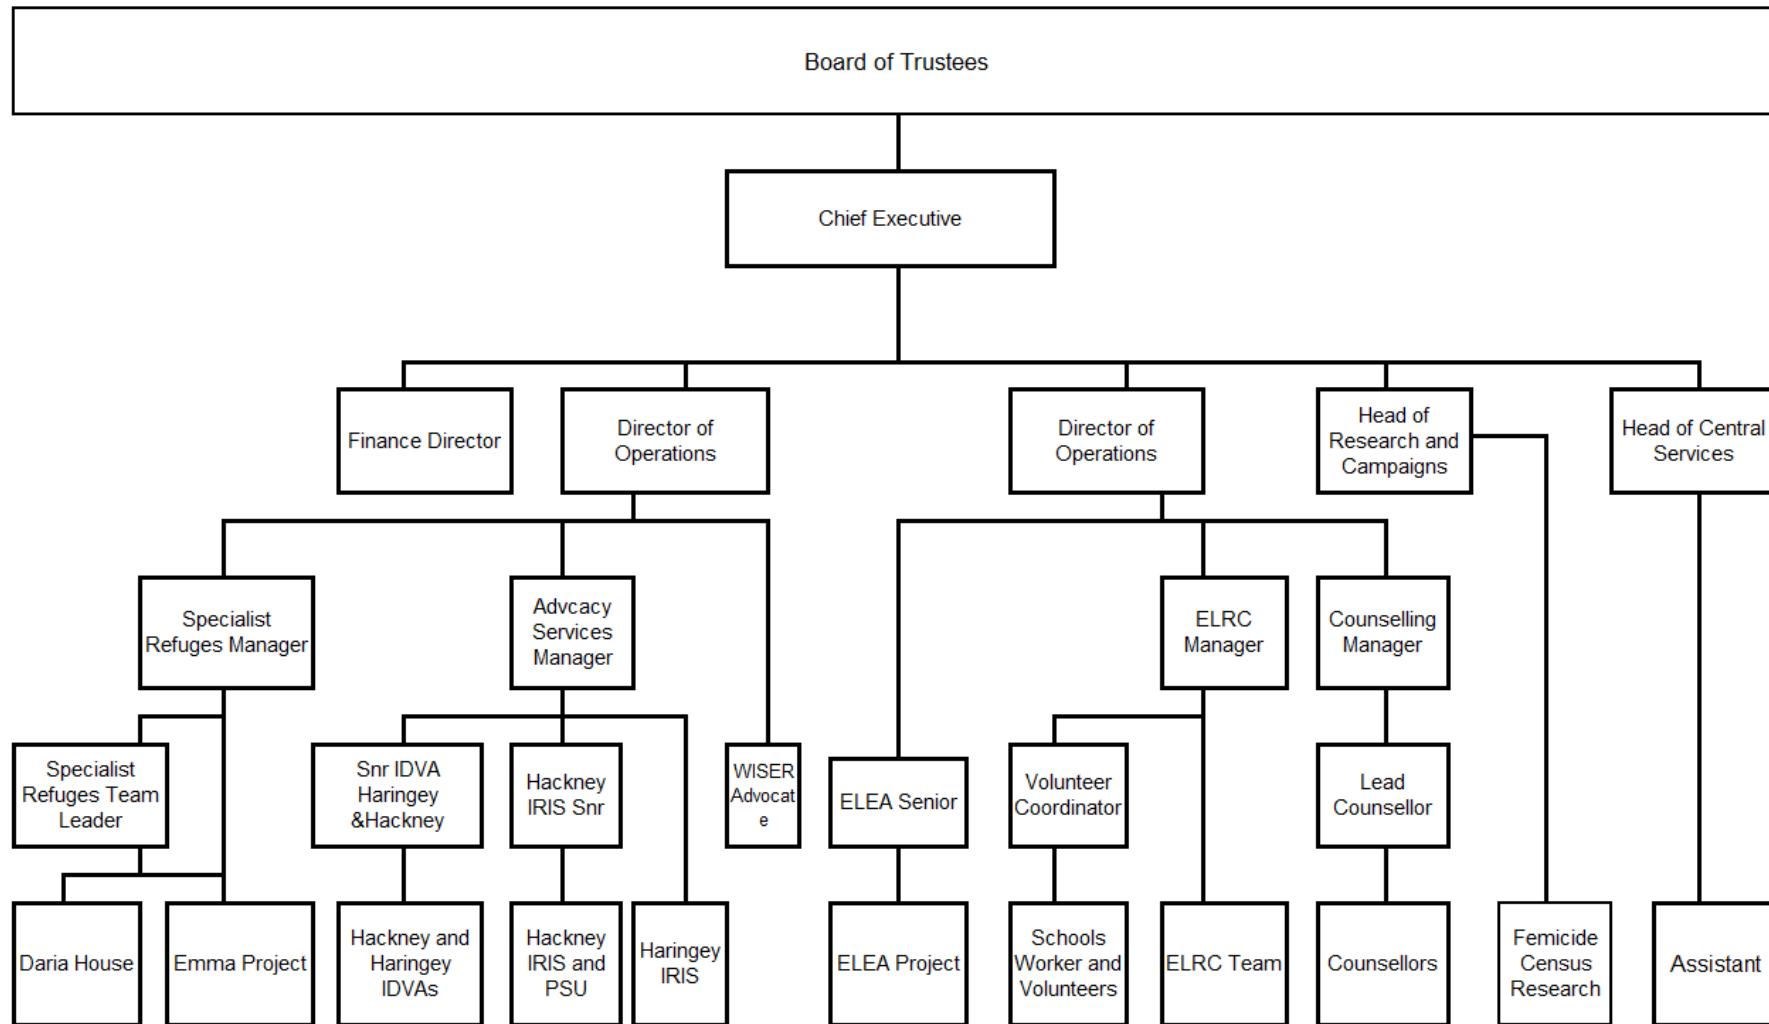 Board of Trustees
Chief Executive
Finance Director
Director of
Operations
Director of
Operations
Head of
Research and
Campaigns
Head of Central
Services
Specialist
Refuges Manager
Advcacy
Services
Manager
ELRC
Manager
Counselling
Manager
Specialist
Refuges Team
Leader
Snr IDVA
Haringey
&Hackney
Hackney
IRIS Snr
WISER
Advocat
e
ELEA Senior
Volunteer
Coordinator
Lead
Counsellor
Daria House
Emma Project
Hackney and
Haringey
IDVAs
Hackney
IRIS and
PSU
Haringey
IRIS
ELEA Project
Schools
Worker and
Volunteers
ELRC Team
Counsellors
Femicide
Census
Research
Assistant